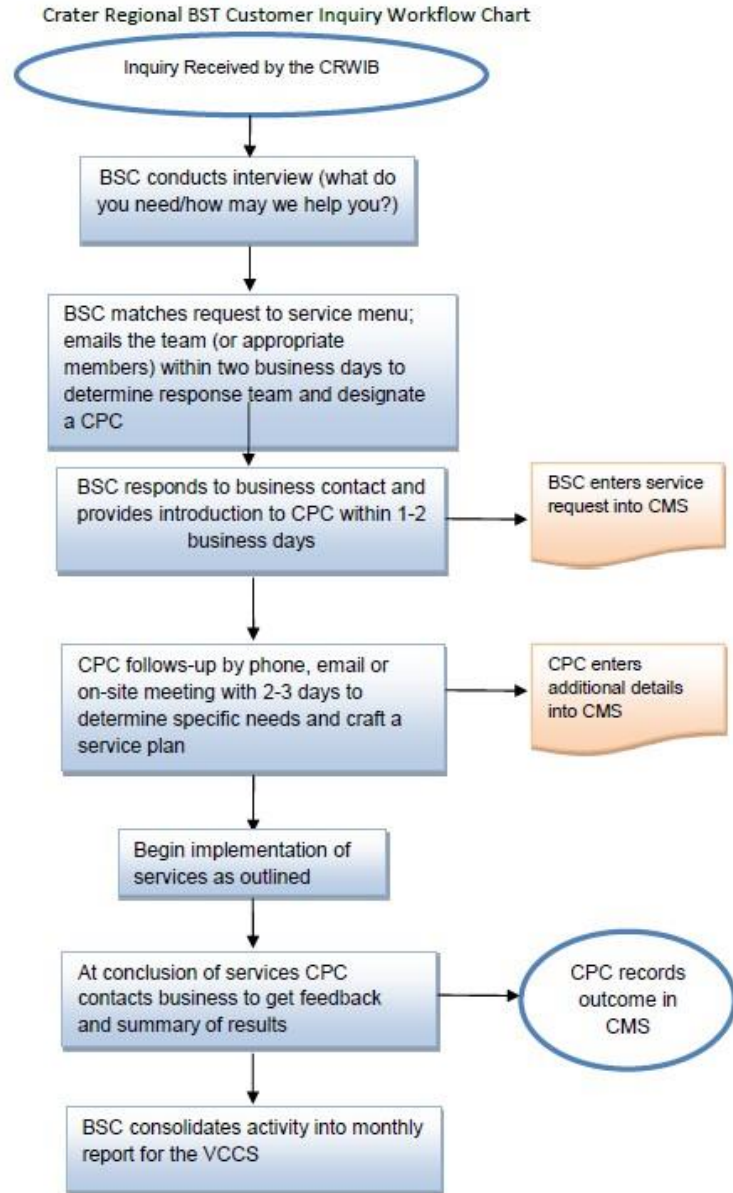 Crater Regional BST Customer Inquiry Workflow Chart
Inquiry Received by the CRWIB
BSC conducts interview (what do
you need/how may we help you?)
BSC matches request to service menu;
emails the team (or appropriate
members) within two business days to
determine response team and designate
a CPC
BSC responds to business contact and
provides introduction to CPC within 1-2
business days
BSC enters service
request into CMS
CPC follows-up by phone, email or
on-site meeting with 2-3 days to
determine specific needs and craft a
service plan
CPC enters
additional details
into CMS
Begin implementation of
services as outlined
At conclusion of services CPC
contacts business to get feedback
and summary of results
CPC records
outcome in
CMS
BSC consolidates activity into monthly
report for the VCCS